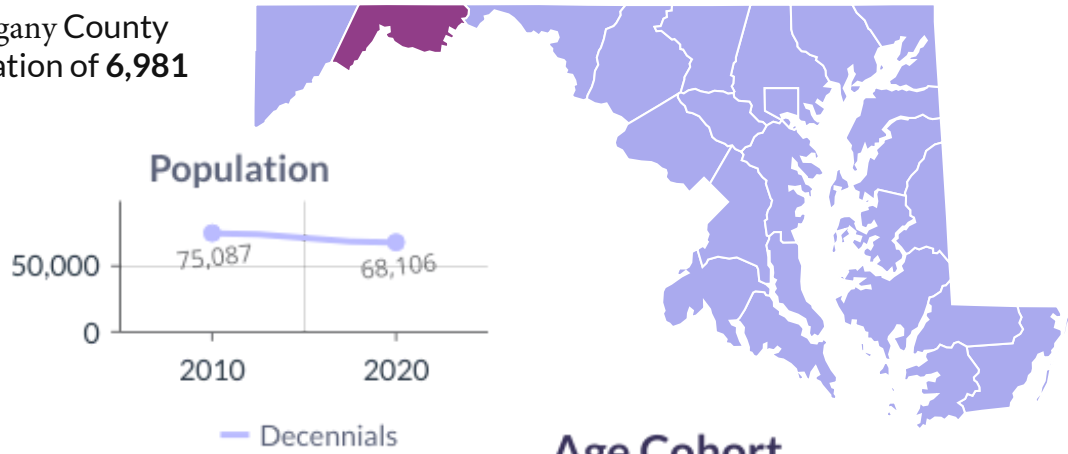 gany County
ation of 6,981
Population
75,087
68,106
50,000
0
2010 2020
Decennials
Age Cohort